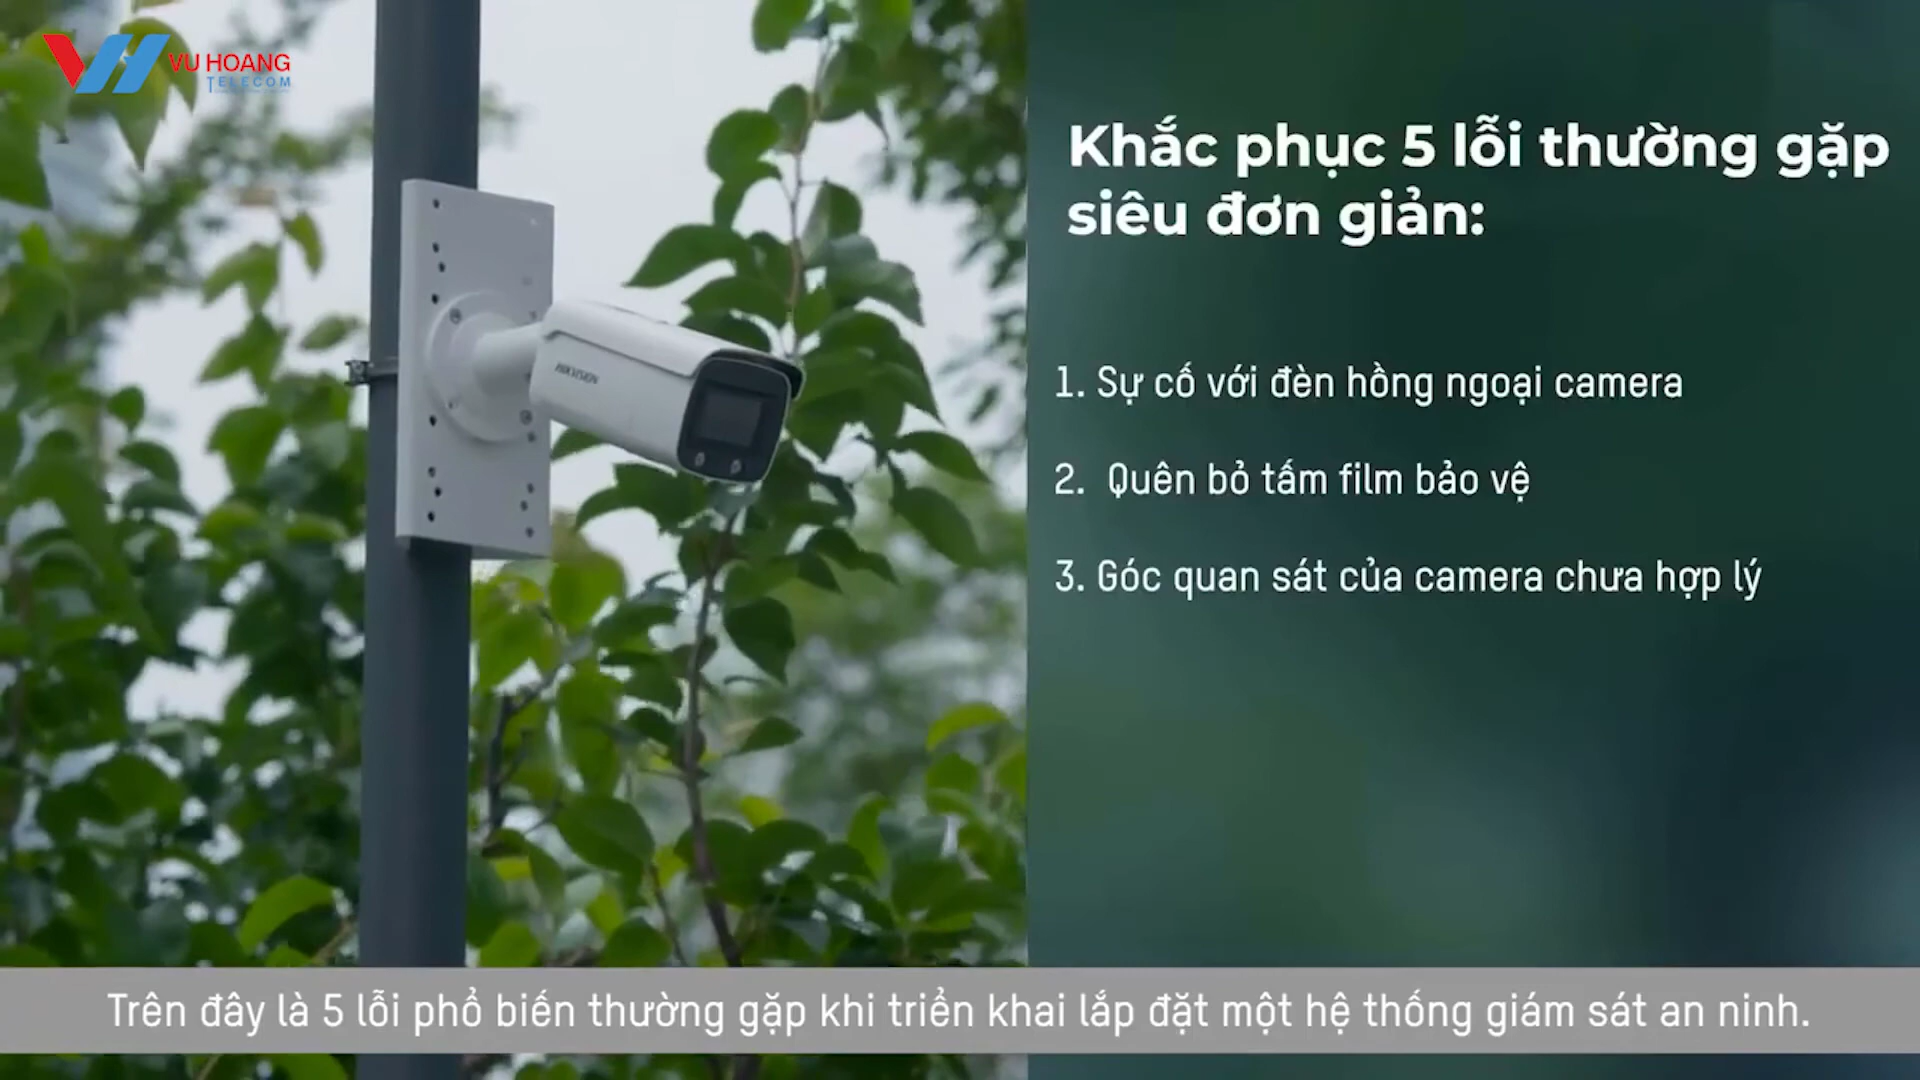 VU HOANG
TELECOM
Khắc phục 5 lỗi thường gặp
siêu đơn giản:
HIKVISION
1. Sự cố với đèn hồng ngoại camera
2. Quên bỏ tấm film bảo vệ
3. Góc quan sát của camera chưa hợp lý
Trên đây là 5 lỗi phổ biến thường gặp khi triển khai lắp đặt một hệ thống giám sát an ninh.